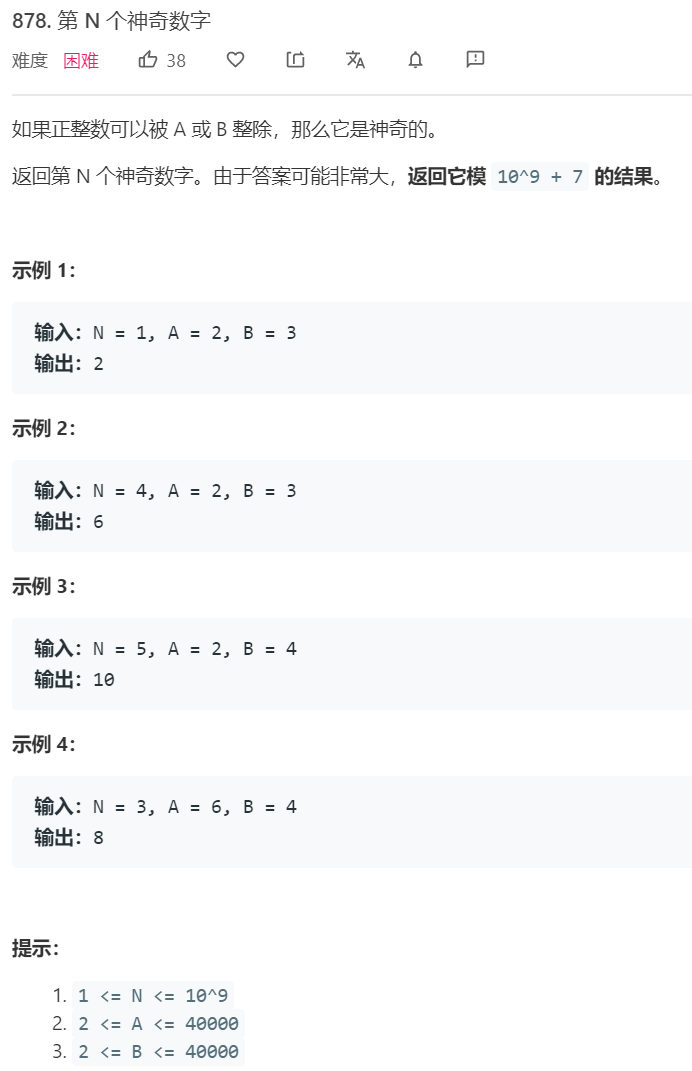 878. 第 N 个神奇数字
难度 困难 38
如果正整数可以被 A 或 B 整除，那么它是神奇的。
返回第 N 个神奇数字。由于答案可能非常大，返回它模 10^9 + 7 的结果。
示例 1：
输入：N = 1, A = 2, B = 3
输出：2
示例 2：
输入：N = 4, A = 2, B = 3
输出：6
示例 3：
输入：N = 5, A = 2, B = 4
输出：10
示例 4：
输入：N = 3, A = 6, B = 4
输出：8
提示：
1. 1 <= N <= 10^9
2. 2 <= A <= 40000
3. 2 <= B <= 40000